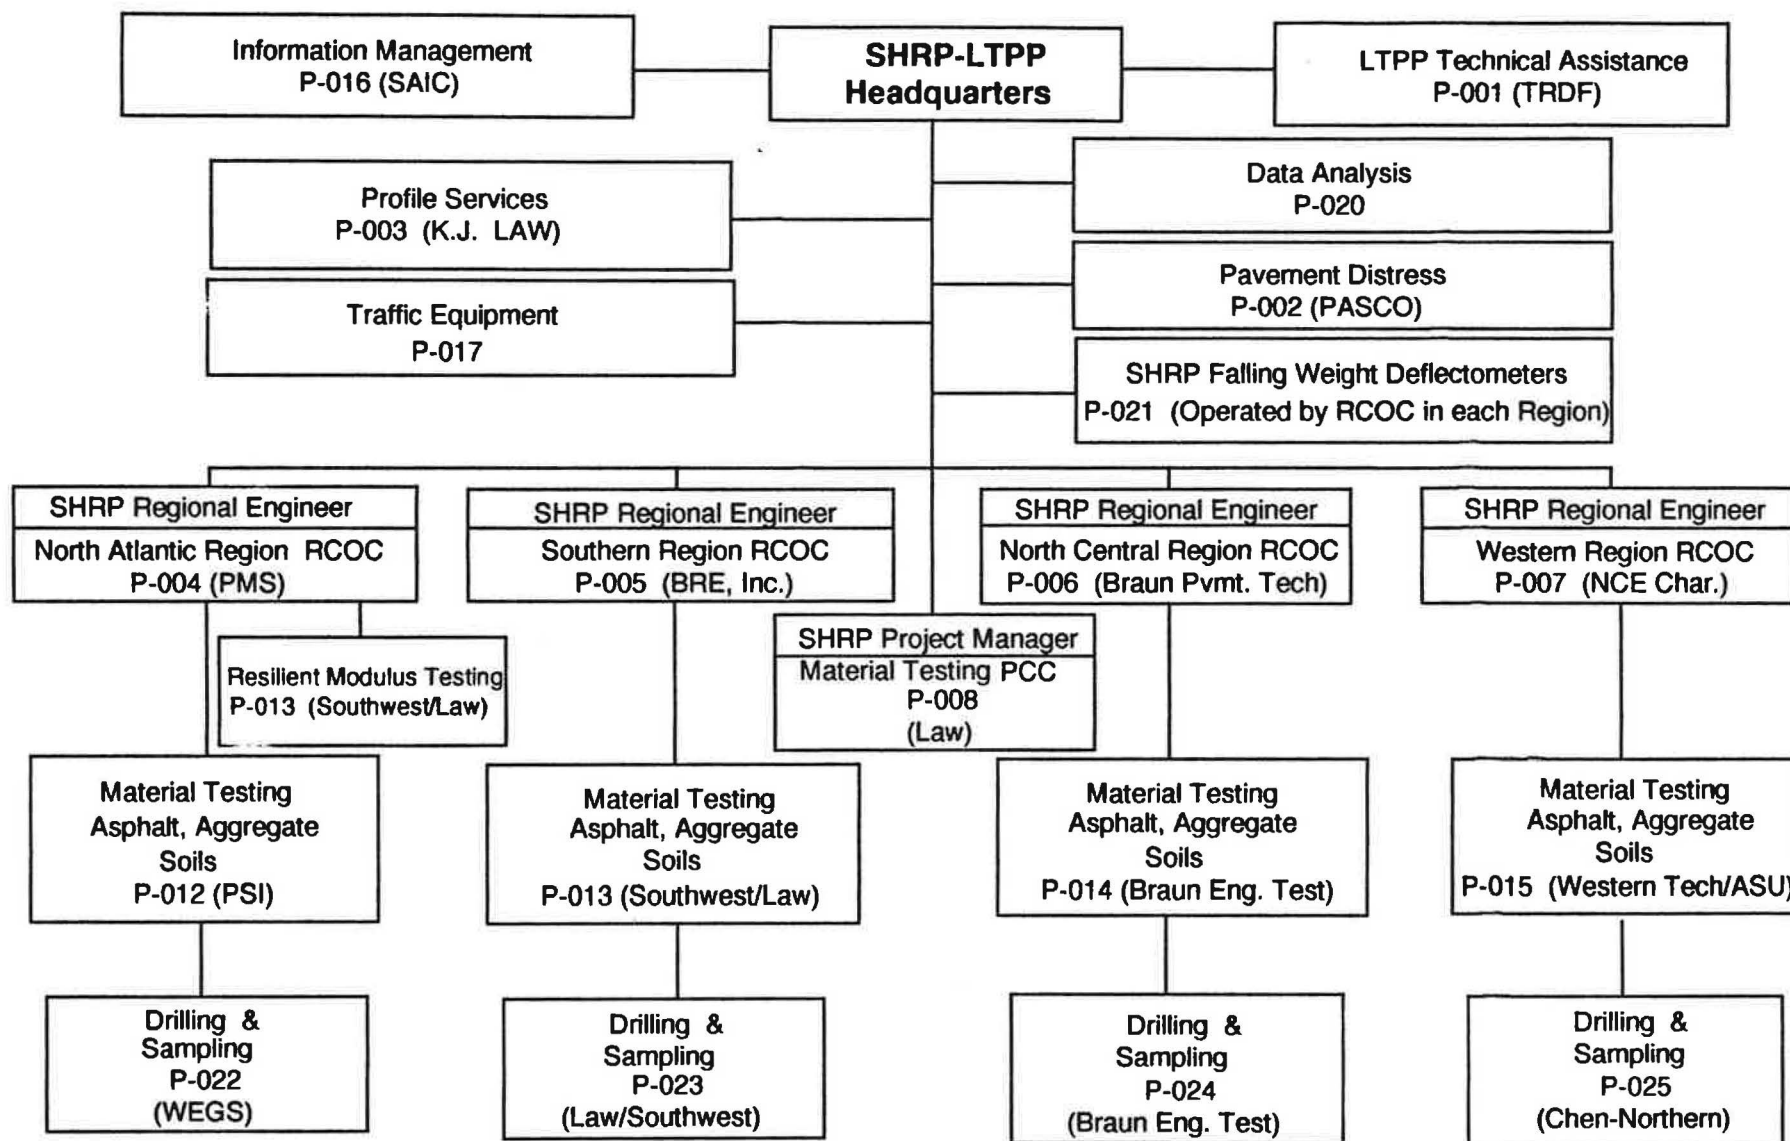 Information Management
P-016 (SAIC)
SHRP-LTPP
Headquarters
LTPP Technical Assistance
P-001 (TRDF)
Profile Services
P-003 (K.J. LAW)
Data Analysis
P-020
Traffic Equipment
P-017
Pavement Distress
P-002 (PASCO)
SHRP Falling Weight Deflectometers
P-021 (Operated by RCOC in each Region)
SHRP Regional Engineer
North Atlantic Region RCOC
P-004 (PMS)
SHRP Regional Engineer
Southern Region RCOC
P-005 (BRE, Inc.)
SHRP Regional Engineer
North Central Region RCOC
P-006 (Braun Pvmt. Tech)
SHRP Regional Engineer
Western Region RCOC
P-007 (NCE Char.)
Resilient Modulus Testing
P-013 (Southwest/Law)
SHRP Project Manager
Material Testing PCC
P-008
(Law)
Material Testing
Asphalt, Aggregate
Soils
P-012 (PSI)
Material Testing
Asphalt, Aggregate
Soils
P-013 (Southwest/Law)
Material Testing
Asphalt, Aggregate
Soils
P-014 (Braun Eng. Test)
Material Testing
Asphalt, Aggregate
Soils
P-015 (Western Tech/ASU)
Drilling &
Sampling
P-022
(WEGS)
Drilling &
Sampling
P-023
(Law/Southwest)
Drilling &
Sampling
P-024
(Braun Eng. Test)
Drilling &
Sampling
P-025
(Chen-Northern)